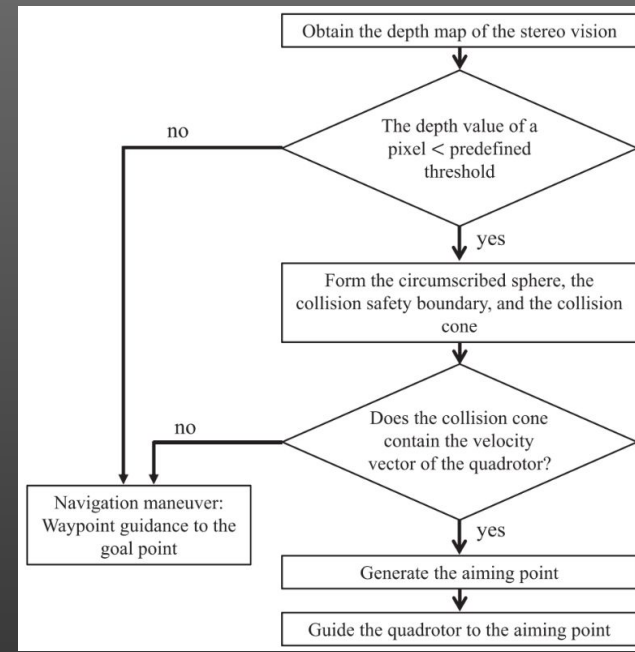 Obtain the depth map of the stereo vision
The depth value of a
pixel < predefined
threshold
no
yes
Form the circumscribed sphere, the
collision safety boundary, and the collision
cone
Does the collision cone
contain the velocity
vector of the quadrotor?
no
yes
Navigation maneuver:
Waypoint guidance to the
goal point
Generate the aiming point
Guide the quadrotor to the aiming point